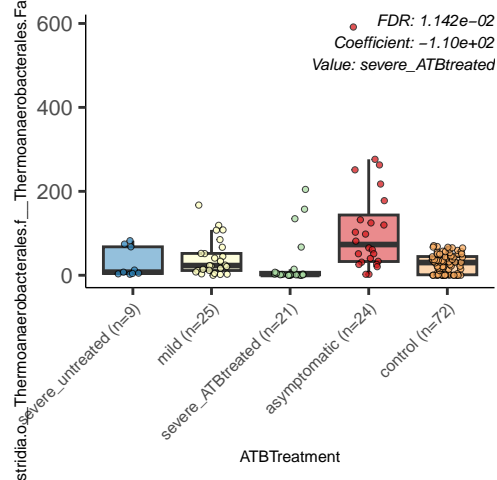 stridia.o__Thermoanaerobacterales.f__Thermoanaerobacterales.Fa
600
400
200
0
FDR: 1.142e−02
Coefficient: −1.10e+02
Value: severe_ATBtreated
severe_untreated (n=9)
mild (n=25)
severe_ATBtreated (n=21)
asymptomatic (n=24)
control (n=72)
ATBTreatment